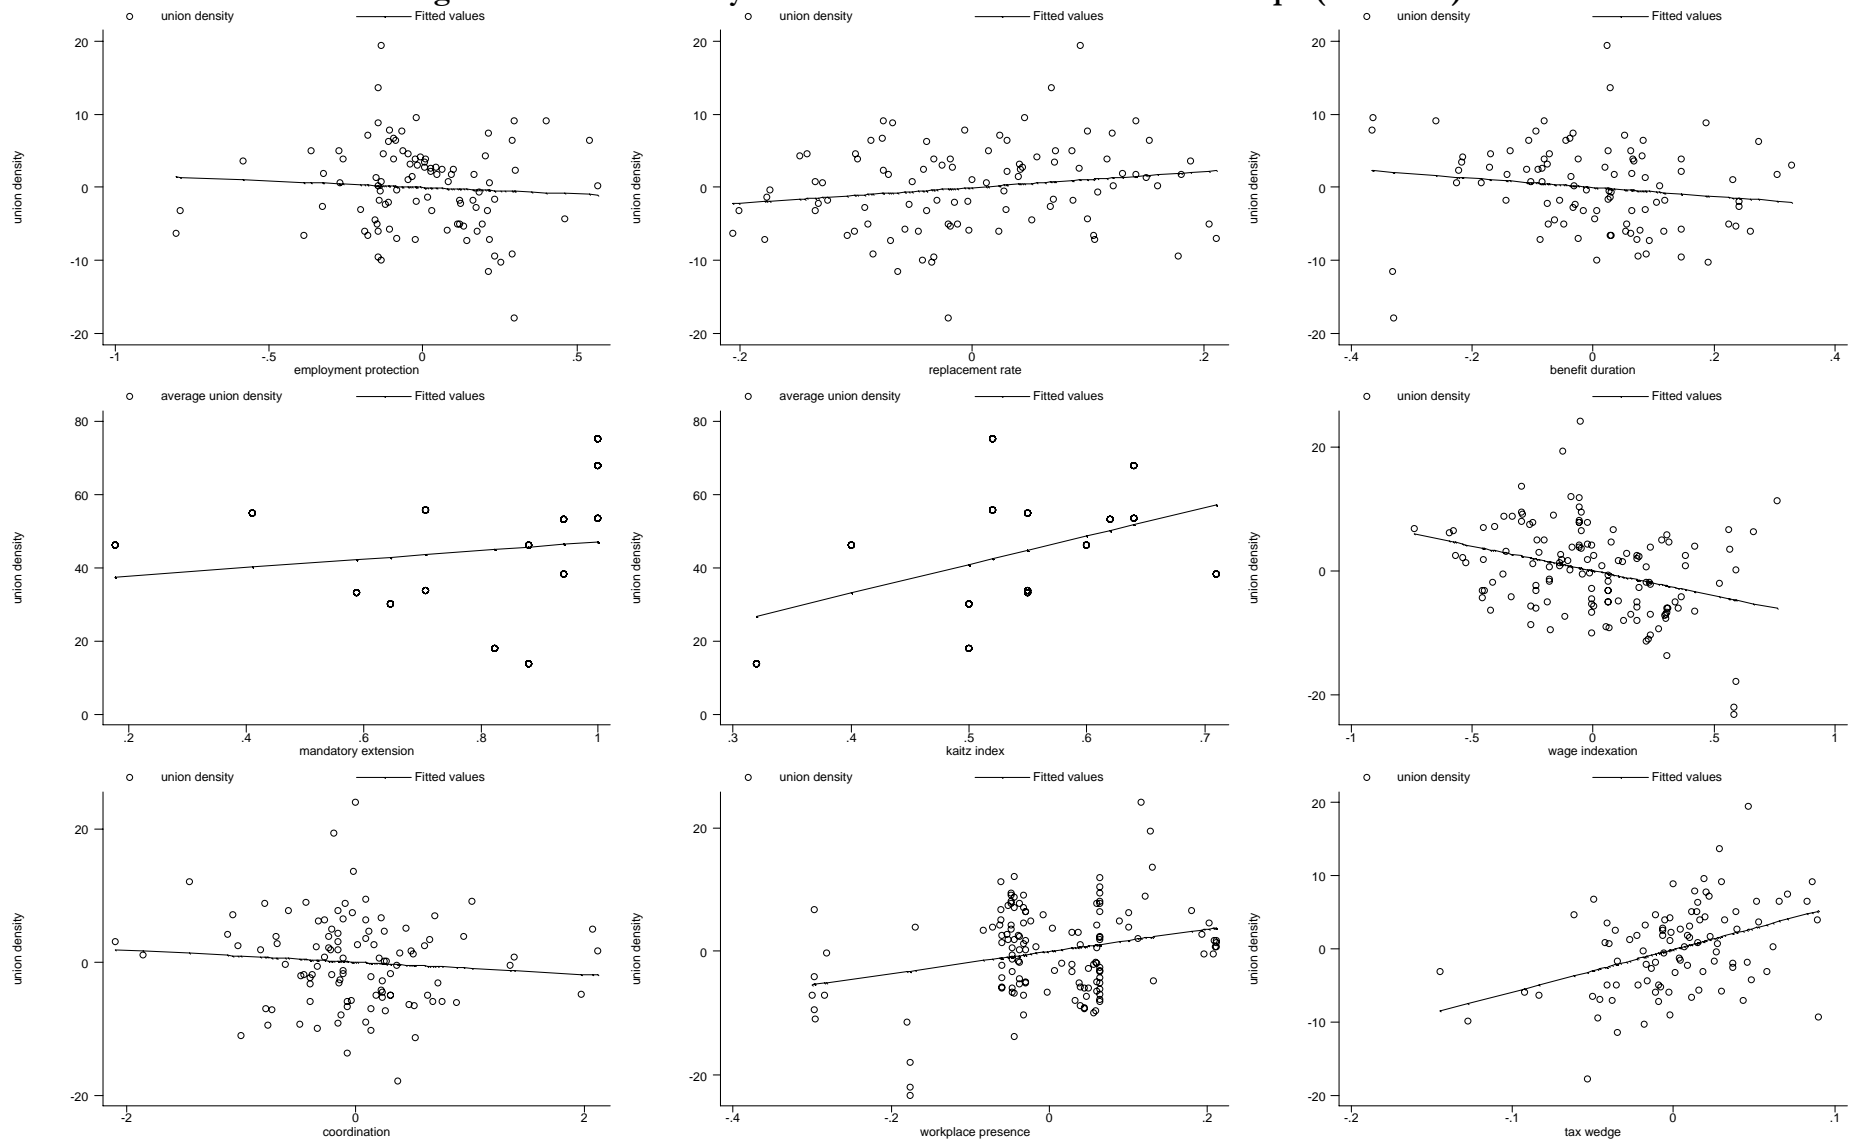 union density Fitted values union density Fitted values union density Fitted values
union density
20
10
0
-10
-20
-1 -.5 0 .5
employment protection
union density
20
10
0
-10
-20
-.2 0 .2
replacement rate
union density
20
10
0
-10
-20
-.4 -.2 0 .2 .4
benefit duration
average union density Fitted values average union density Fitted values union density Fitted values
union density
80
60
40
20
0
.2 .4 .6 .8 1
mandatory extension
union density
80
60
40
20
0
.3 .4 .5 .6 .7
kaitz index
union density
20
0
-20
-1 -.5 0 .5 1
wage indexation
union density Fitted values union density Fitted values union density Fitted values
union density
20
0
-20
-2 0 2
coordination
union density
20
0
-20
-.4 -.2 0 .2
workplace presence
union density
20
10
0
-10
-20
-.2 -.1 0 .1
tax wedge